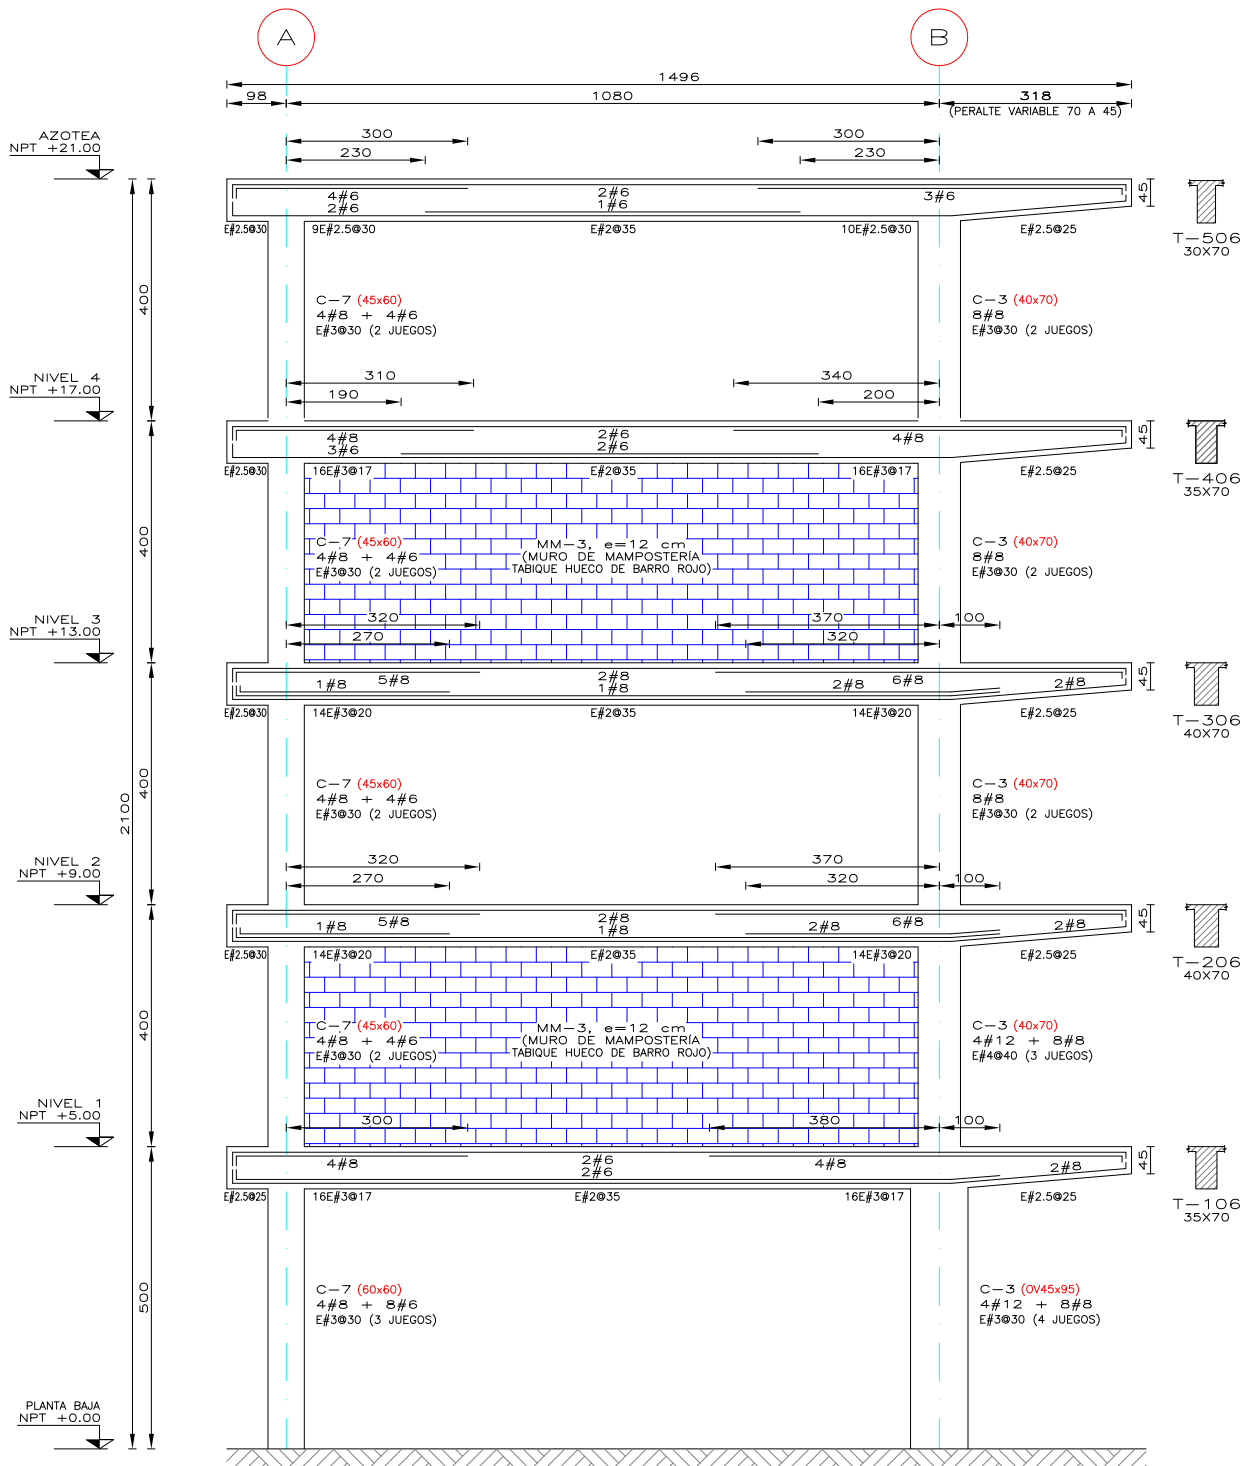 A
B
1496
98
1080
318
(PERALTE VARIABLE 70 A 45)
300
300
230
230
AZOTEA
NPT +21.00
4#6
2#6
3#6
2#6
1#6
45
E#2.5@30
9E#2.5@30
E#2@35
10E#2.5@30
E#2.5@25
T-506
30X70
400
C-7 (45x60)
4#8 + 4#6
E#3@30 (2 JUEGOS)
C-3 (40x70)
8#8
E#3@30 (2 JUEGOS)
310
340
190
200
NIVEL 4
NPT +17.00
4#8
2#6
4#8
3#6
2#6
45
E#2.5@30
16E#3@17
E#2@35
16E#3@17
E#2.5@25
T-406
35X70
400
C-7 (45x60)
4#8 + 4#6
E#3@30 (2 JUEGOS)
MM-3, e=12 cm
(MURO DE MAMPOSTERÍA
TABIQUE HUECO DE BARRO ROJO)
C-3 (40x70)
8#8
E#3@30 (2 JUEGOS)
320
370
100
270
320
NIVEL 3
NPT +13.00
5#8
2#8
6#8
1#8
1#8
2#8
2#8
45
E#2.5@30
14E#3@20
E#2@35
14E#3@20
E#2.5@25
T-306
40X70
400
2100
C-7 (45x60)
4#8 + 4#6
E#3@30 (2 JUEGOS)
C-3 (40x70)
8#8
E#3@30 (2 JUEGOS)
320
370
270
320
100
NIVEL 2
NPT +9.00
5#8
2#8
6#8
1#8
1#8
2#8
2#8
45
E#2.5@30
14E#3@20
E#2@35
14E#3@20
E#2.5@25
T-206
40X70
400
C-7 (45x60)
4#8 + 4#6
E#3@30 (2 JUEGOS)
MM-3, e=12 cm
(MURO DE MAMPOSTERÍA
TABIQUE HUECO DE BARRO ROJO)
C-3 (40x70)
4#12 + 8#8
E#4@40 (3 JUEGOS)
300
380
100
NIVEL 1
NPT +5.00
4#8
2#6
4#8
2#6
2#8
45
E#2.5@25
16E#3@17
E#2@35
16E#3@17
E#2.5@25
T-106
35X70
500
C-7 (60x60)
4#8 + 8#6
E#3@30 (3 JUEGOS)
C-3 (OV45x95)
4#12 + 8#8
E#3@30 (4 JUEGOS)
PLANTA BAJA
NPT +0.00